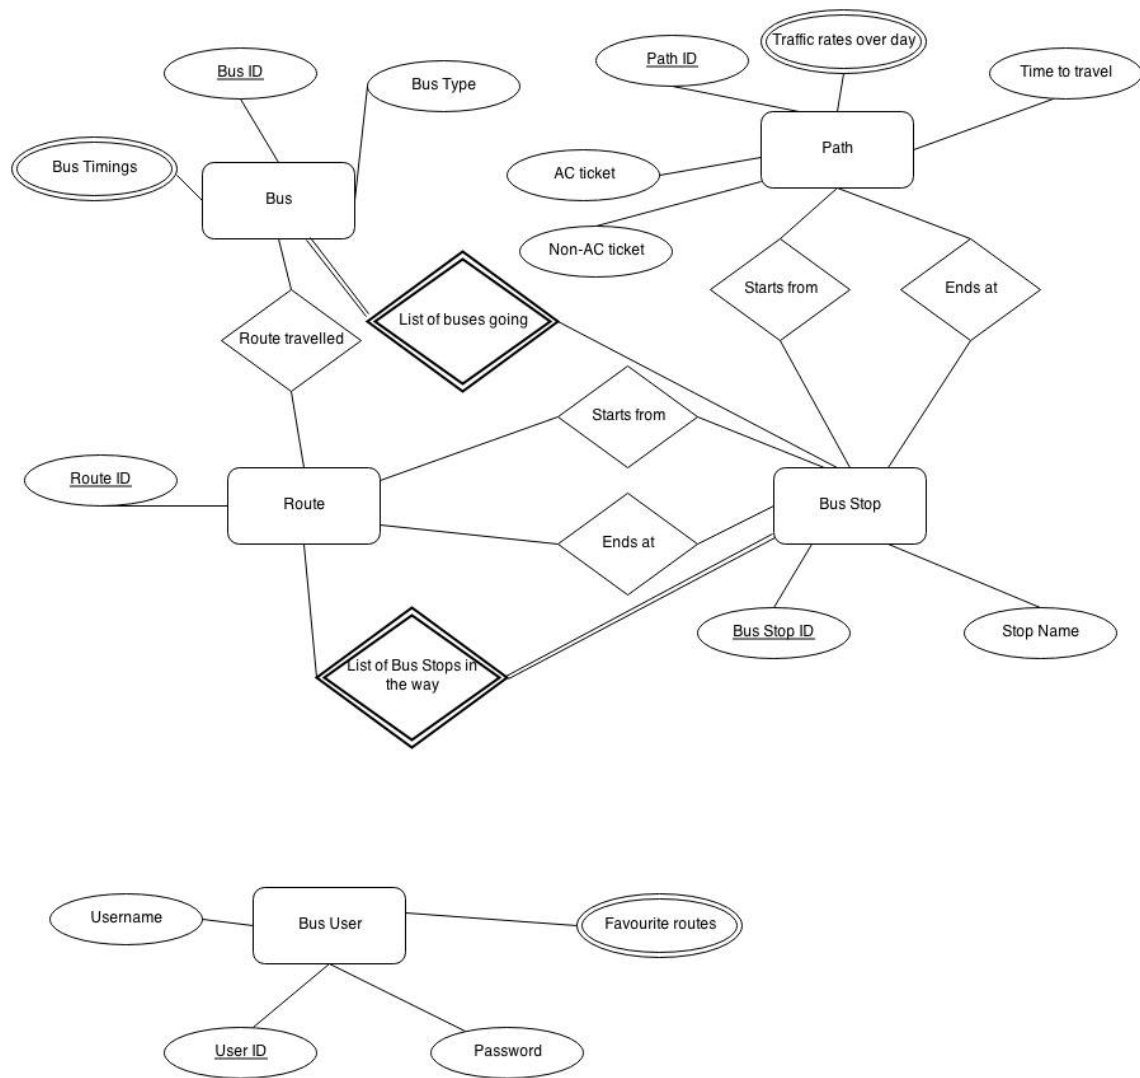 Traffic rates over day
Path ID
Bus ID
Bus Type
Time to travel
Bus Timings
Path
AC ticket
Bus
Non-AC ticket
Starts from
Ends at
List of buses going
Route travelled
Starts from
Route ID
Route
Bus Stop
Ends at
Bus Stop ID
Stop Name
List of Bus Stops in
the way
Username
Bus User
Favourite routes
User ID
Password